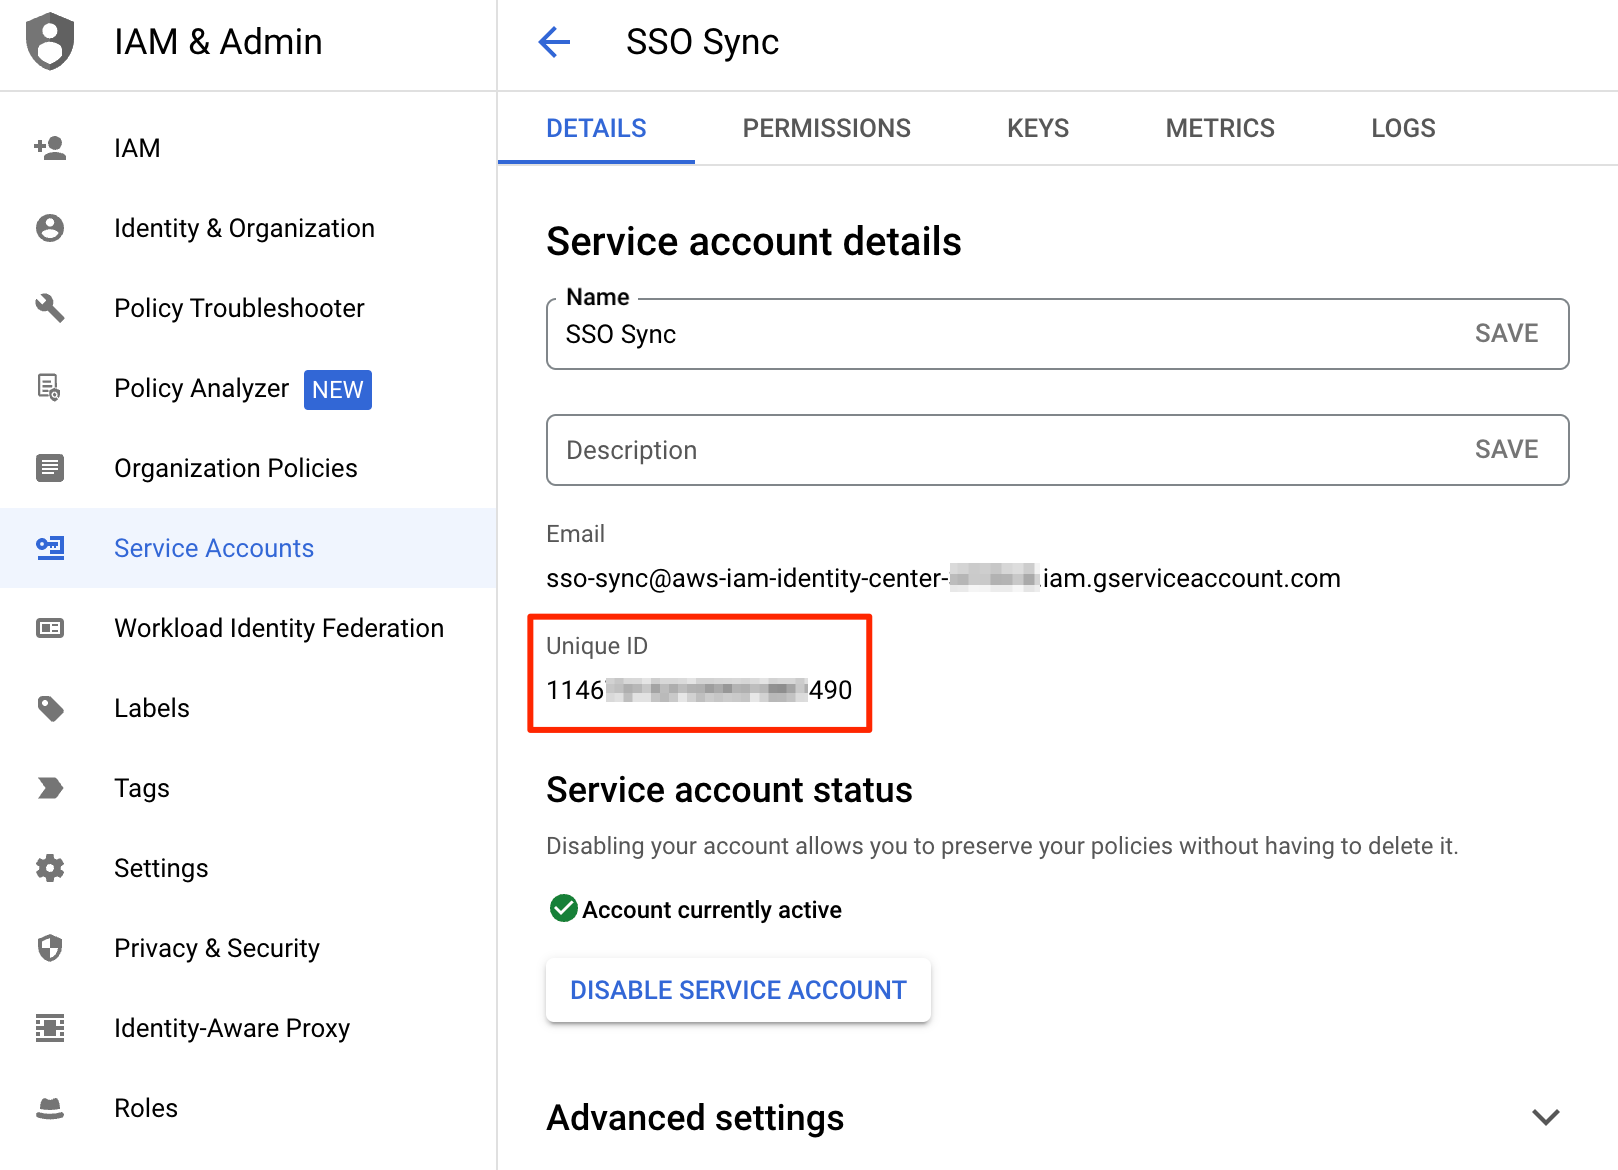 IAM & Admin
IAM
Identity & Organization
Policy Troubleshooter
Policy Analyzer NEW
Organization Policies
Service Accounts
Workload Identity Federation
Labels
Tags
Settings
Privacy & Security
Identity-Aware Proxy
Roles
SSO Sync
DETAILS PERMISSIONS KEYS METRICS LOGS
Service account details
Name
SSO Sync SAVE
Description SAVE
Email
sso-sync@aws-iam-identity-center- .iam.gserviceaccount.com
Unique ID
1146 490
Service account status
Disabling your account allows you to preserve your policies without having to delete it.
Account currently active
DISABLE SERVICE ACCOUNT
Advanced settings